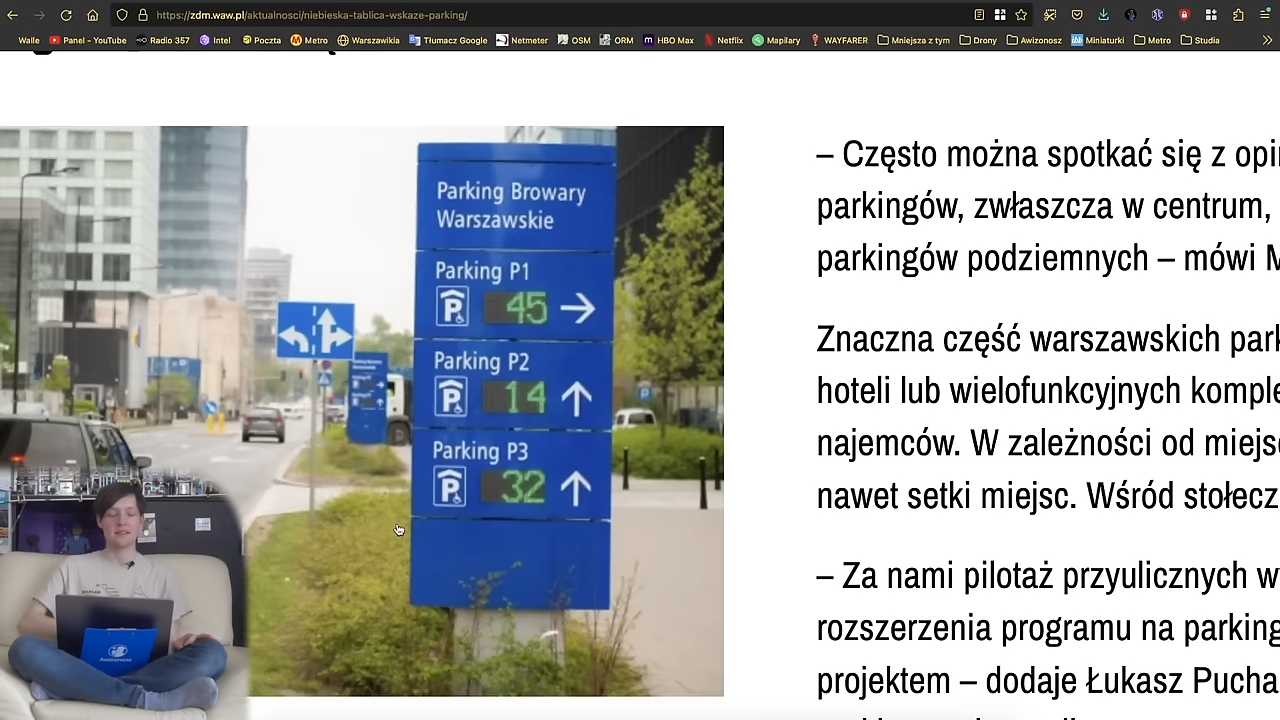 https://zdm.waw.pl/aktualnosci/niebieska-tablica-wskaze-parking/
Walle Panel - YouTube Radio 357 Intel Poczta Metro Warszawikia Tłumacz Google Netmeter OSM ORM HBO Max Netflix Mapilary WAYFARER Mniejsza z tym Drony Awizonosz Miniaturki Metro Studia
Parking Browary
Warszawskie
Parking P1
P 45
Parking P2
P 14
Parking P3
P 32
– Często można spotkać się z opi
parkingów, zwłaszcza w centrum,
parkingów podziemnych – mówi M
Znaczna część warszawskich park
hoteli lub wielofunkcyjnych komple
najemców. W zależności od miejs
nawet setki miejsc. Wśród stołecz
– Za nami pilotaż przyulicznych w
rozszerzenia programu na parking
projektem – dodaje Łukasz Pucha
Awizonosz